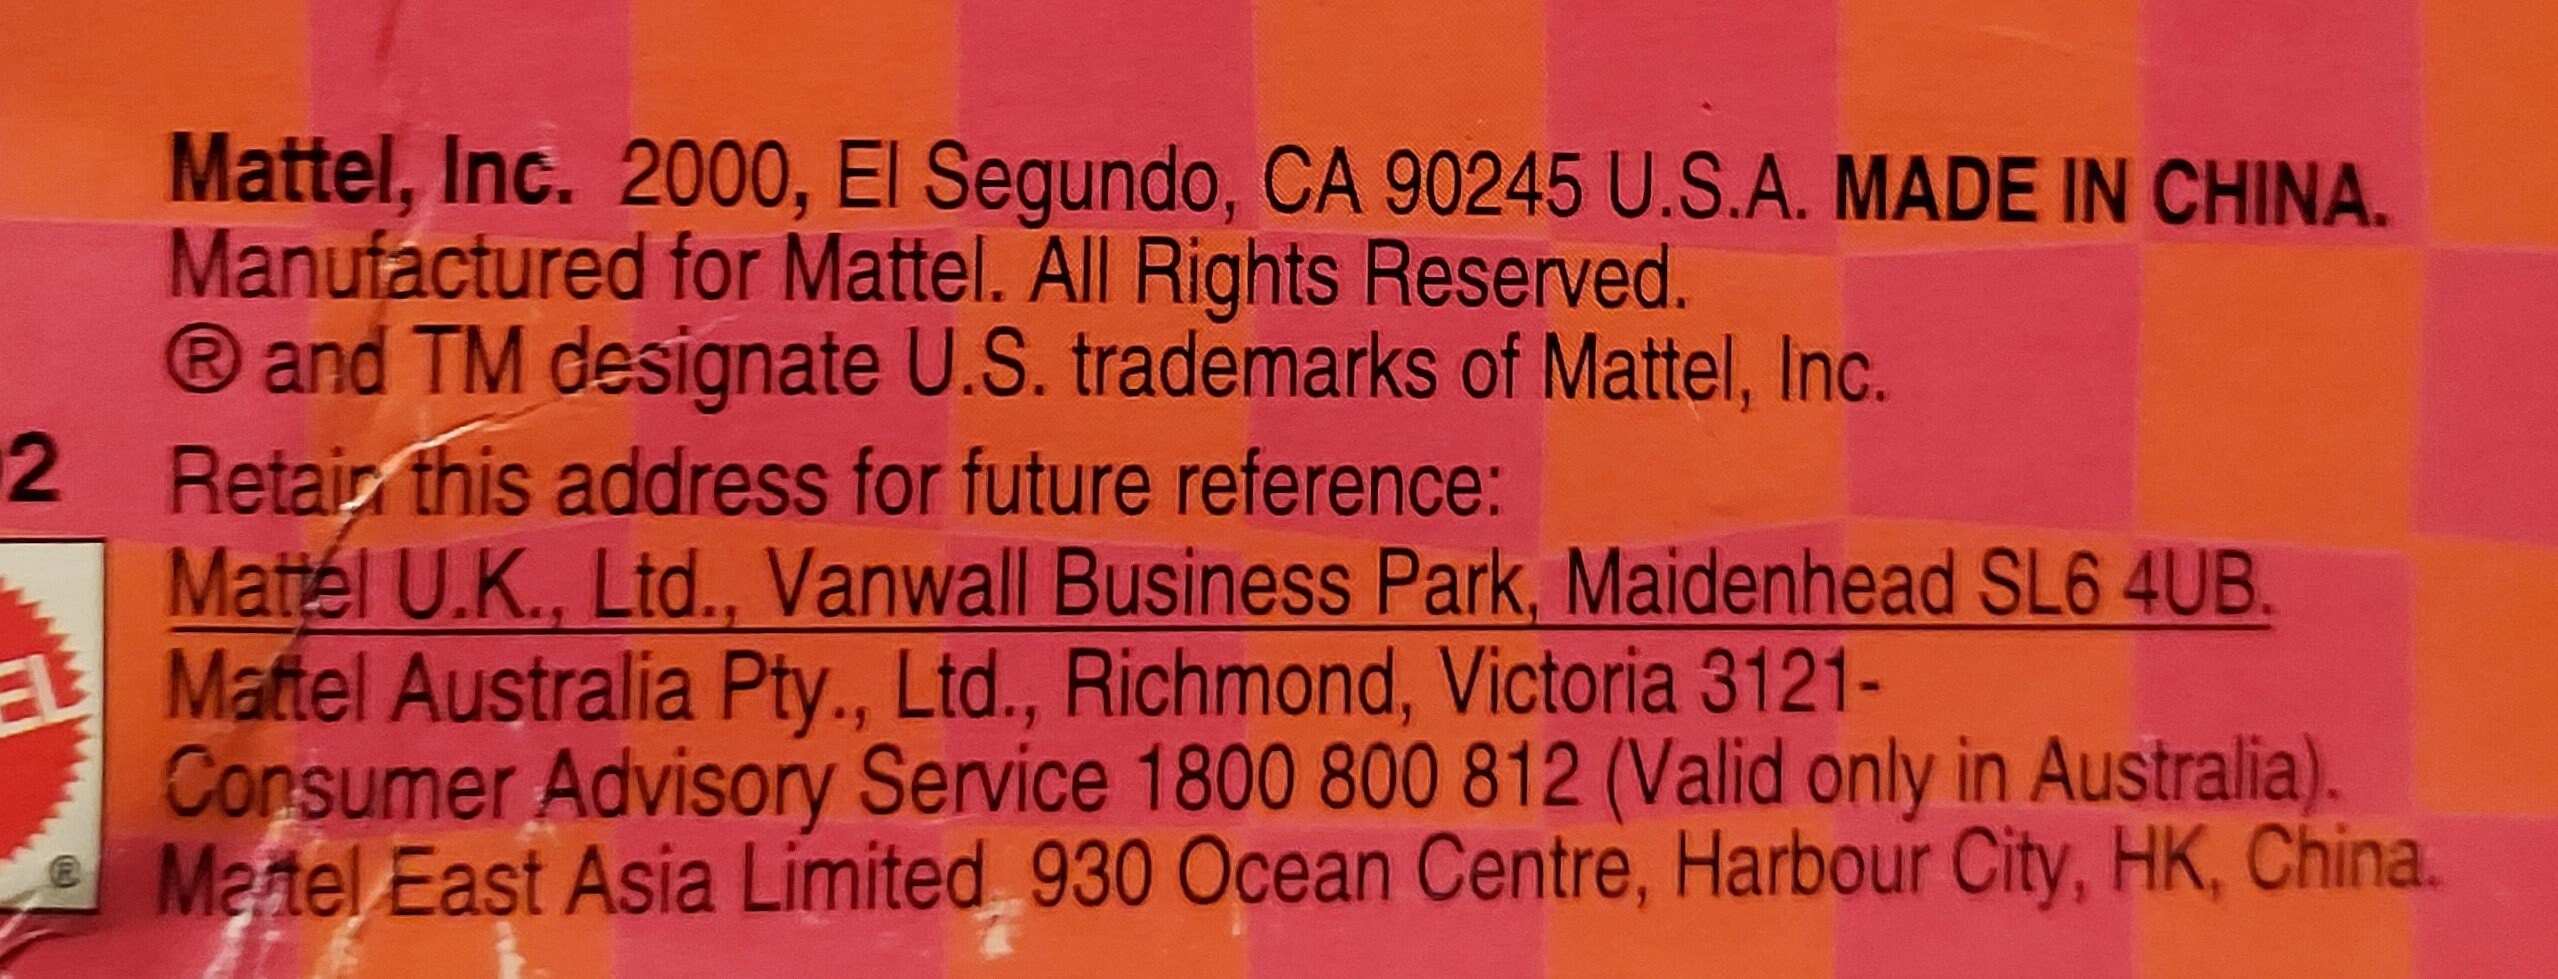 Mattel, Inc. 2000, El Segundo, CA 90245 U.S.A. MADE IN CHINA.
Manufactured for Mattel. All Rights Reserved.
® and TM designate U.S. trademarks of Mattel, Inc.
2 Retain this address for future reference:
Mattel U.K., Ltd., Vanwall Business Park, Maidenhead SL6 4UB.
EL
Mattel Australia Pty., Ltd., Richmond, Victoria 3121-
Consumer Advisory Service 1800 800 812 (Valid only in Australia).
®
Mattel East Asia Limited, 930 Ocean Centre, Harbour City, HK, China.